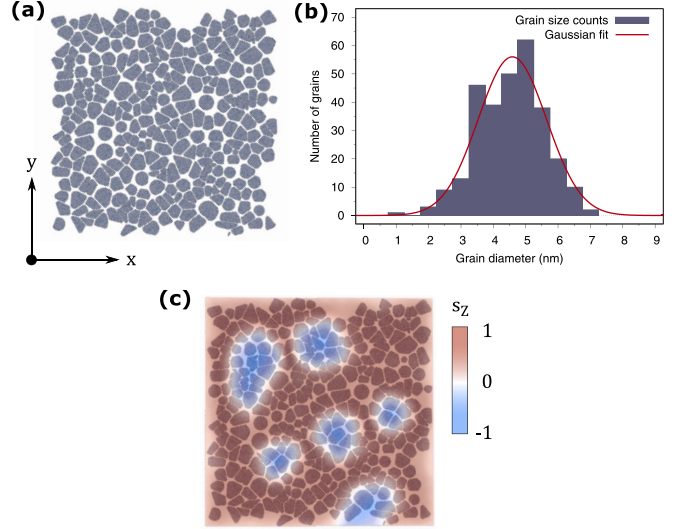 (a)
y
x
(b)
Grain size counts
Gaussian fit
Number of grains
70
60
50
40
30
20
10
0
0 1 2 3 4 5 6 7 8 9
Grain diameter (nm)
(c)
sZ
1
0
-1